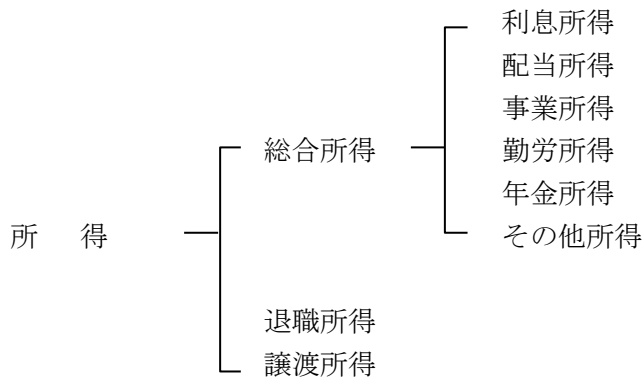 利息所得
配当所得
事業所得
総合所得
勤労所得
年金所得
所 得
その他所得
退職所得
譲渡所得